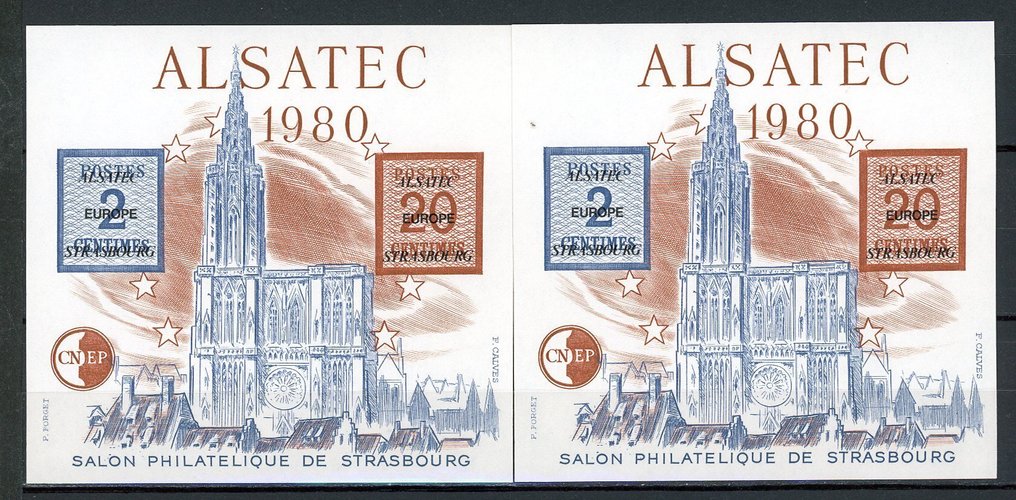 ALSATEC
1980
POSTES
ALSATEC
2
EUROPE
CENTIMES
STRASBOURG
POSTES
ALSATEC
20
EUROPE
CENTIMES
STRASBOURG
CNEP
P. FORGET
F. CALVES
SALON PHILATELIQUE DE STRASBOURG
ALSATEC
1980
POSTES
ALSATEC
2
EUROPE
CENTIMES
STRASBOURG
POSTES
ALSATEC
20
EUROPE
CENTIMES
STRASBOURG
CNEP
P. FORGET
F. CALVES
SALON PHILATELIQUE DE STRASBOURG